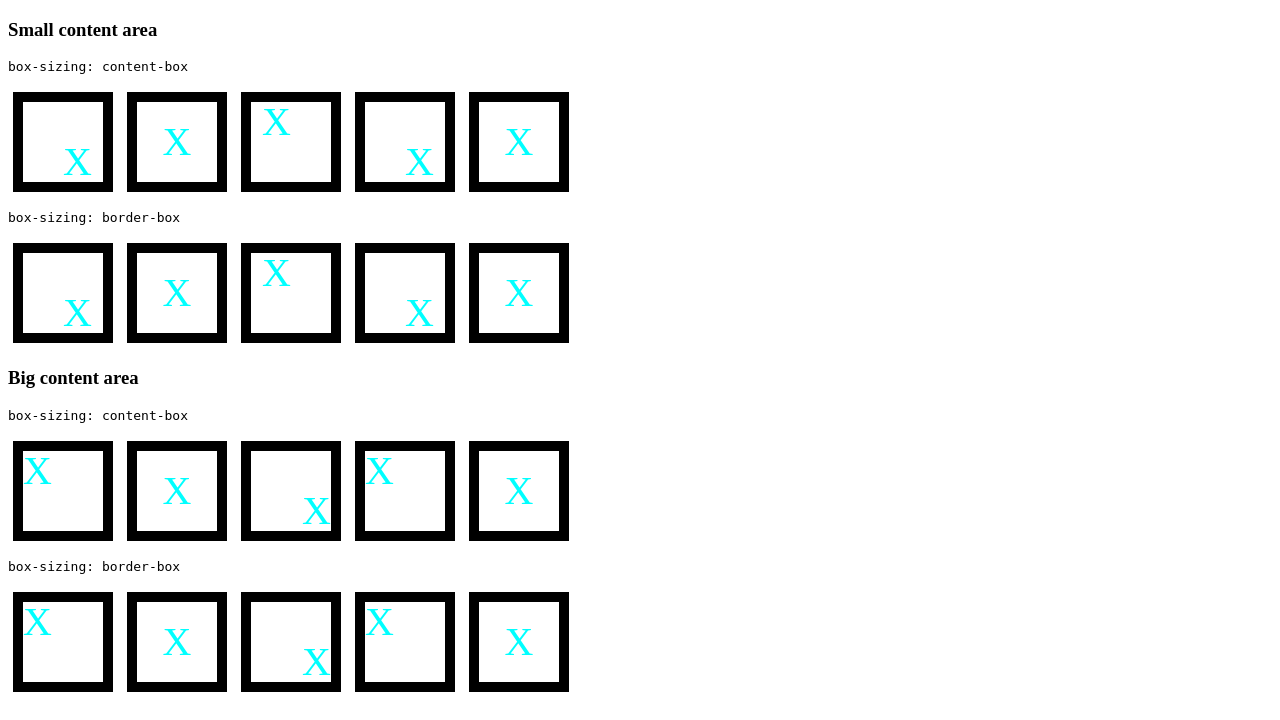 Small content area
box-sizing: content-box
X X X X X
box-sizing: border-box
X X X X X
Big content area
box-sizing: content-box
X X X X X
box-sizing: border-box
X X X X X